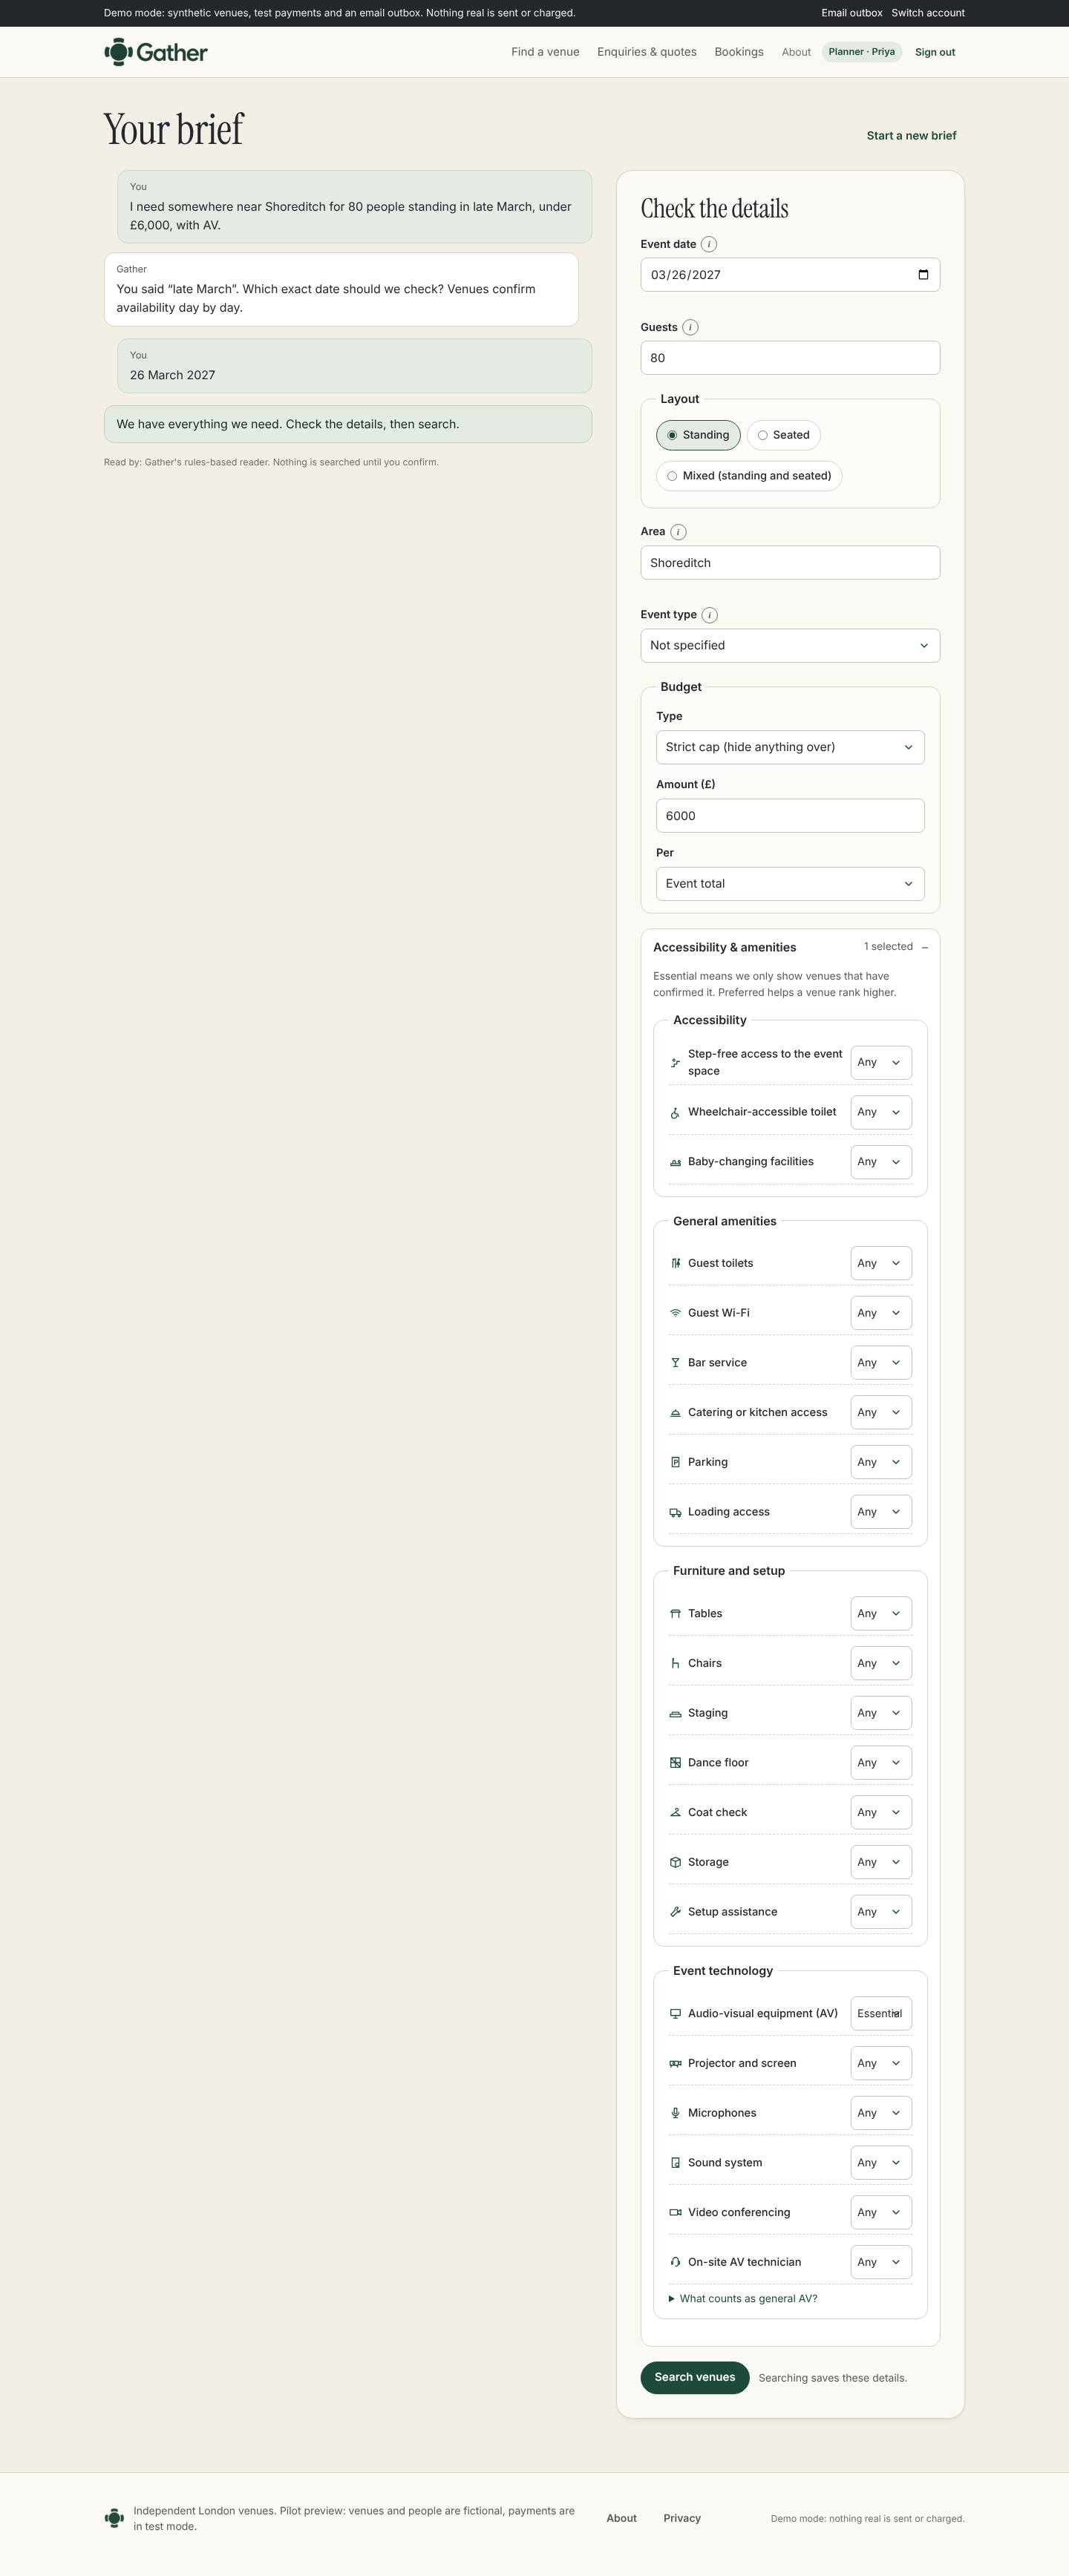 Demo mode: synthetic venues, test payments and an email outbox. Nothing real is sent or charged.
Email outbox
Switch account
Gather
Find a venue
Enquiries & quotes
Bookings
About
Planner · Priya
Sign out
Your brief
Start a new brief
You
I need somewhere near Shoreditch for 80 people standing in late March, under
£6,000, with AV.
Gather
You said “late March”. Which exact date should we check? Venues confirm
availability day by day.
You
26 March 2027
We have everything we need. Check the details, then search.
Read by: Gather's rules-based reader. Nothing is searched until you confirm.
Check the details
Event date i
03/26/2027
Guests i
80
Layout
Standing
Seated
Mixed (standing and seated)
Area i
Shoreditch
Event type i
Not specified
Budget
Type
Strict cap (hide anything over)
Amount (£)
6000
Per
Event total
Accessibility & amenities
1 selected –
Essential means we only show venues that have
confirmed it. Preferred helps a venue rank higher.
Accessibility
Step-free access to the event
space
Any
Wheelchair-accessible toilet
Any
Baby-changing facilities
Any
General amenities
Guest toilets
Any
Guest Wi-Fi
Any
Bar service
Any
Catering or kitchen access
Any
Parking
Any
Loading access
Any
Furniture and setup
Tables
Any
Chairs
Any
Staging
Any
Dance floor
Any
Coat check
Any
Storage
Any
Setup assistance
Any
Event technology
Audio-visual equipment (AV)
Essential
Projector and screen
Any
Microphones
Any
Sound system
Any
Video conferencing
Any
On-site AV technician
Any
What counts as general AV?
Search venues
Searching saves these details.
Independent London venues. Pilot preview: venues and people are fictional, payments are
in test mode.
About
Privacy
Demo mode: nothing real is sent or charged.